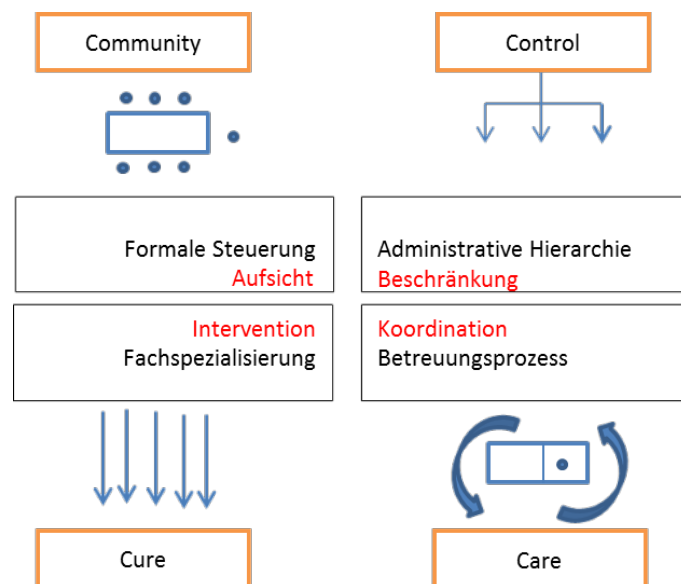 Community
Control
Formale Steuerung
Aufsicht
Administrative Hierarchie
Beschränkung
Intervention
Fachspezialisierung
Koordination
Betreuungsprozess
Cure
Care